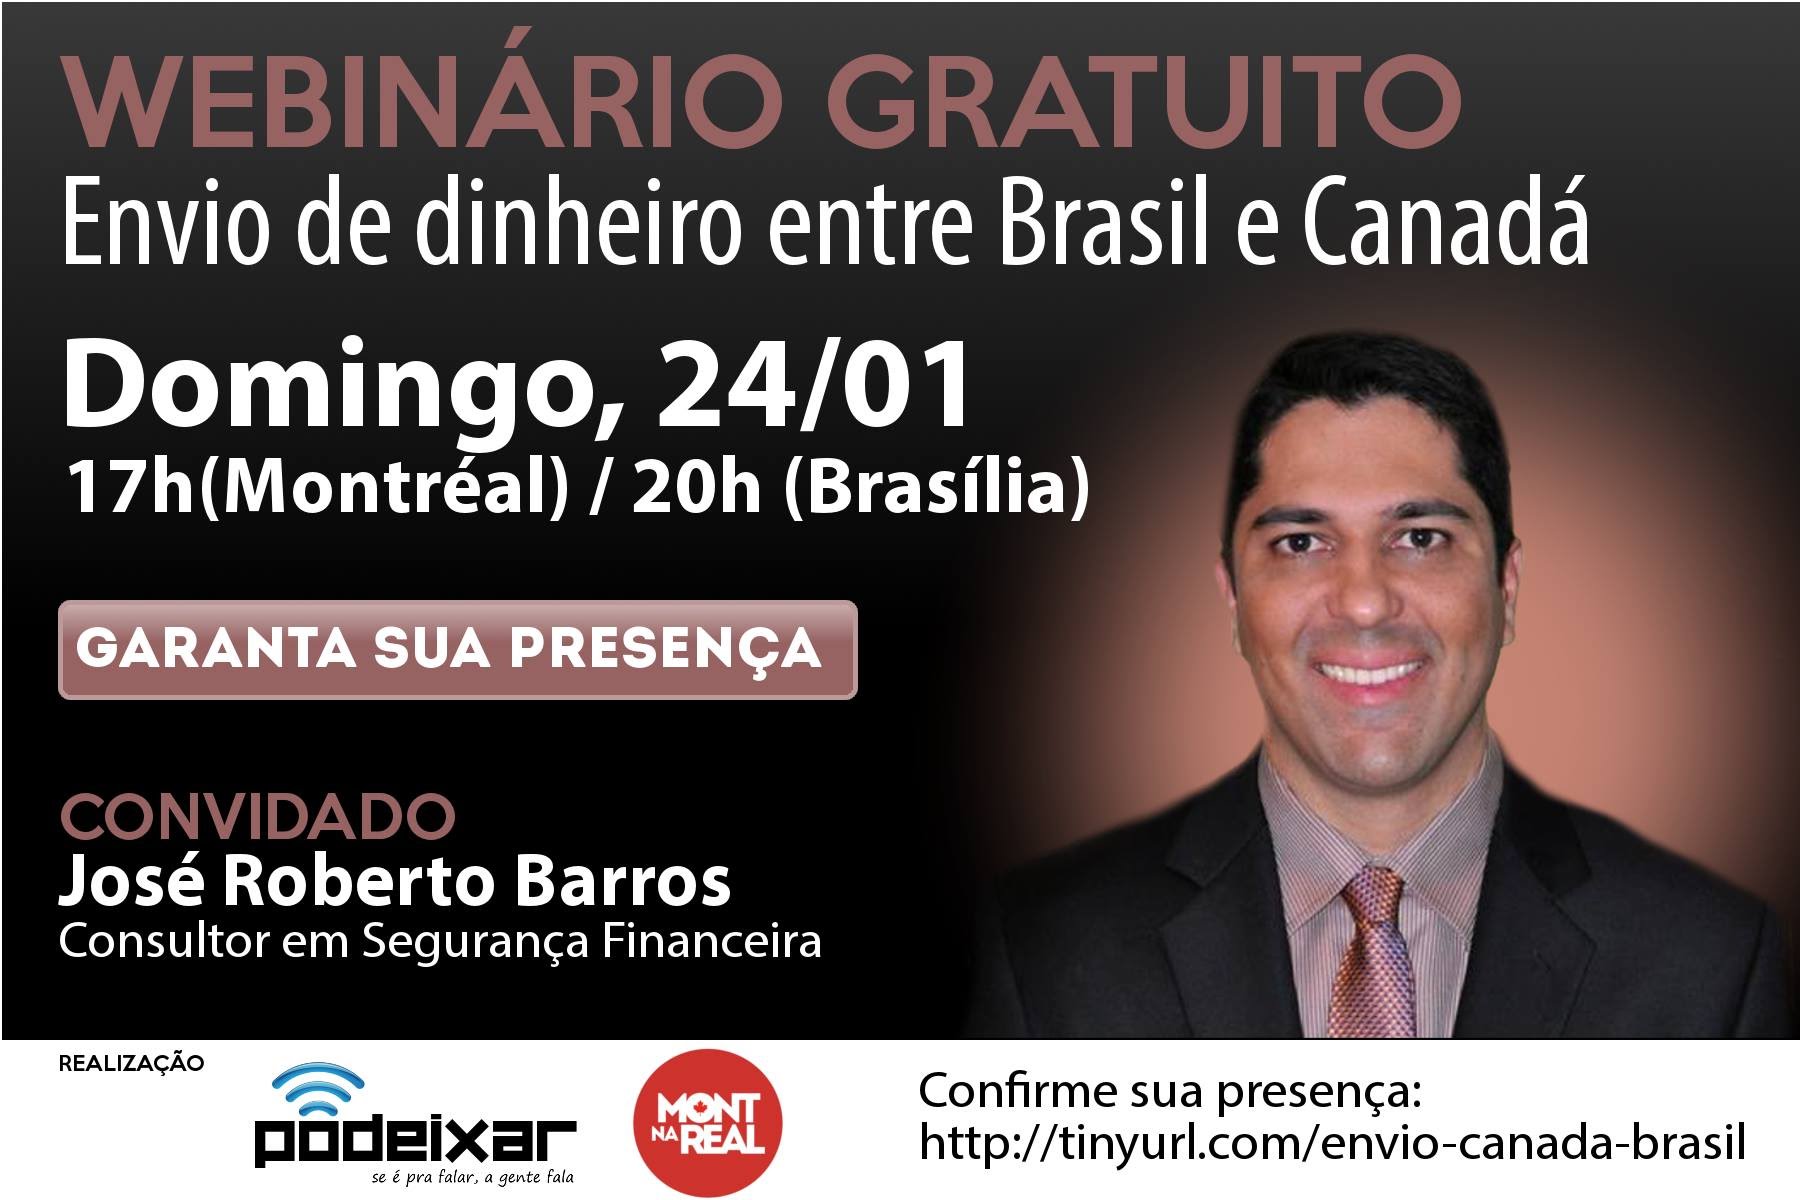 WEBINÁRIO GRATUITO
Envio de dinheiro entre Brasil e Canadá
Domingo, 24/01
17h(Montréal) / 20h (Brasília)
GARANTA SUA PRESENÇA
CONVIDADO
José Roberto Barros
Consultor em Segurança Financeira
REALIZAÇÃO
podeixar
se é pra falar, a gente fala
MONT
NA REAL
Confirme sua presença:
http://tinyurl.com/envio-canada-brasil